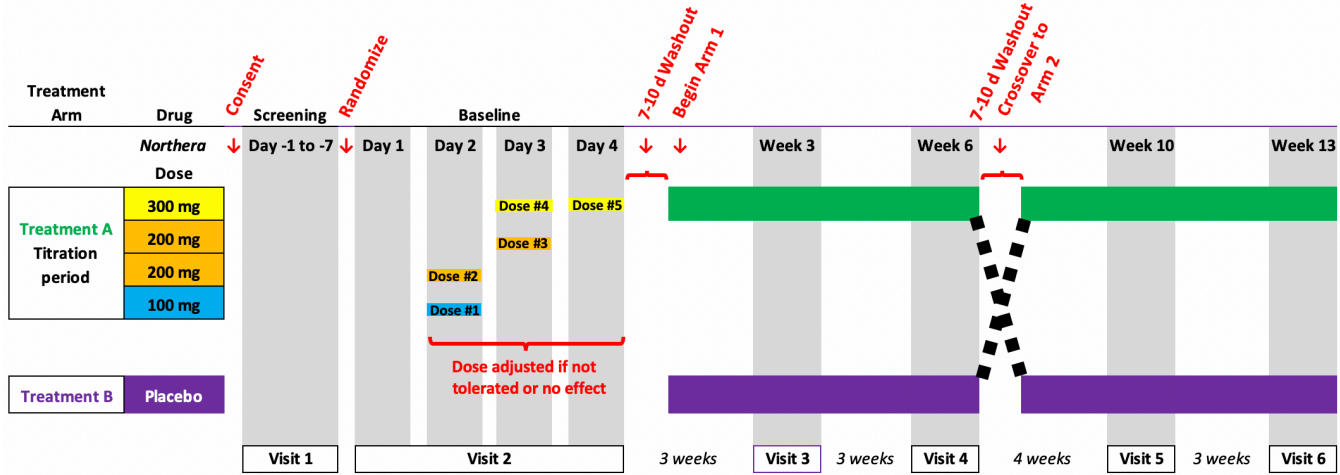 Consent
Randomize
7-10 d Washout
Begin Arm 1
7-10 d Washout
Crossover to
Arm 2
Treatment
Arm
Drug
Screening
Baseline
Northera
Day -1 to -7
Day 1
Day 2
Day 3
Day 4
Week 3
Week 6
Week 10
Week 13
Dose
Treatment A
Titration
period
300 mg
200 mg
200 mg
100 mg
Dose #4
Dose #5
Dose #3
Dose #2
Dose #1
Dose adjusted if not
tolerated or no effect
Treatment B
Placebo
Visit 1
Visit 2
3 weeks
Visit 3
3 weeks
Visit 4
4 weeks
Visit 5
3 weeks
Visit 6